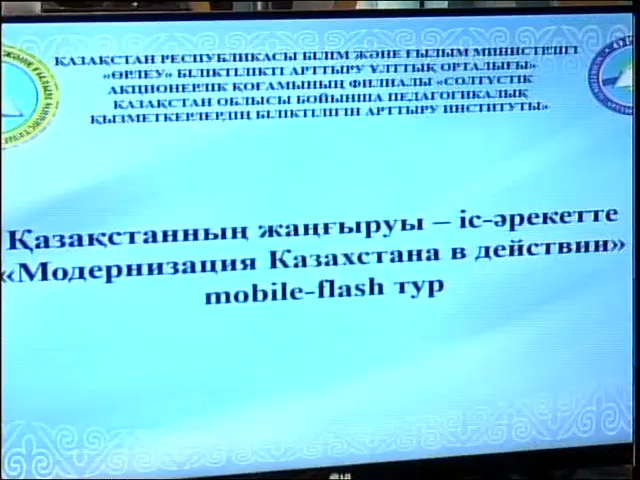 ҚАЗАҚСТАН РЕСПУБЛИКАСЫ БІЛІМ ЖӘНЕ ҒЫЛЫМ МИНИСТРЛІГІ
«ӨРЛЕУ» БІЛІКТІЛІКТІ АРТТЫРУ ҰЛТТЫҚ ОРТАЛЫҒЫ»
АКЦИОНЕРЛІК ҚОҒАМЫНЫҢ ФИЛИАЛЫ «СОЛТҮСТІК
ҚАЗАҚСТАН ОБЛЫСЫ БОЙЫНША ПЕДАГОГИКАЛЫҚ
ҚЫЗМЕТКЕРЛЕРДІҢ БІЛІКТІЛІГІН АРТТЫРУ ИНСТИТУТЫ»
Қазақстанның жаңғыруы – іс-әрекетте
«Модернизация Казахстана в действии»
mobile-flash тур